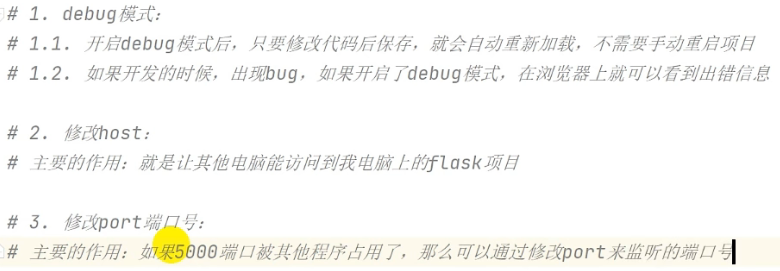 # 1. debug模式：
# 1.1. 开启debug模式后，只要修改代码后保存，就会自动重新加载，不需要手动重启项目
# 1.2. 如果开发的时候，出现bug，如果开启了debug模式，在浏览器上就可以看到出错信息
# 2. 修改host：
# 主要的作用：就是让其他电脑能访问到我电脑上的flask项目
# 3. 修改port端口号：
# 主要的作用：如果5000端口被其他程序占用了，那么可以通过修改port来监听的端口号